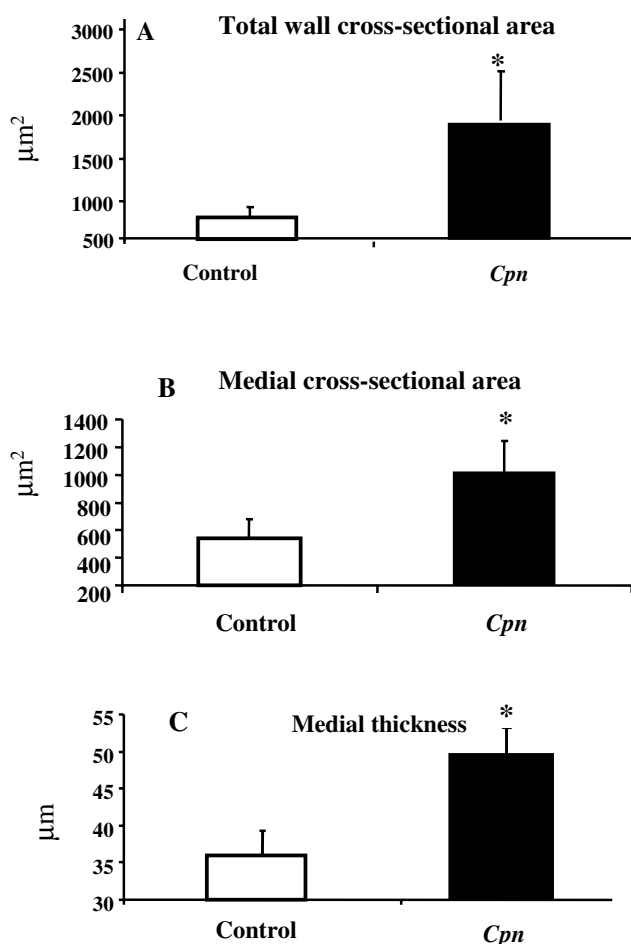 A Total wall cross-sectional area
3000
2500
2000
1500
1000
500
μm²
*
Control Cpn
B Medial cross-sectional area
1400
1200
1000
800
600
400
200
μm²
*
Control Cpn
C Medial thickness
55
50
45
40
35
30
μm
*
Control Cpn